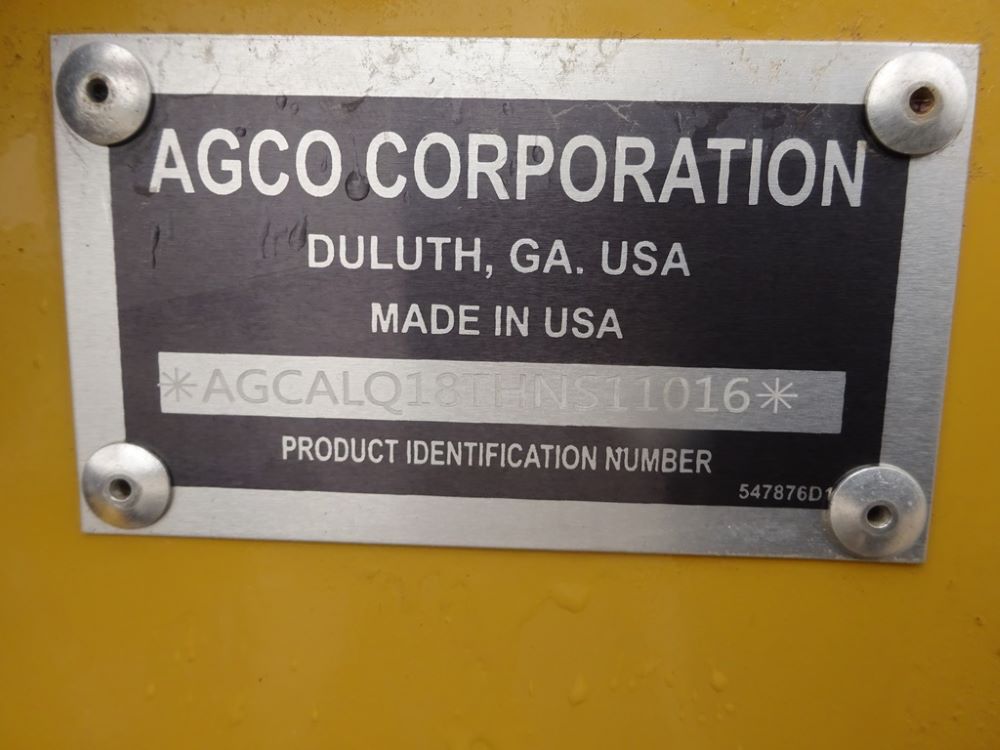 AGCO CORPORATION
DULUTH, GA. USA
MADE IN USA
*AGCALQ18THNS11016*
PRODUCT IDENTIFICATION NUMBER
547876D1